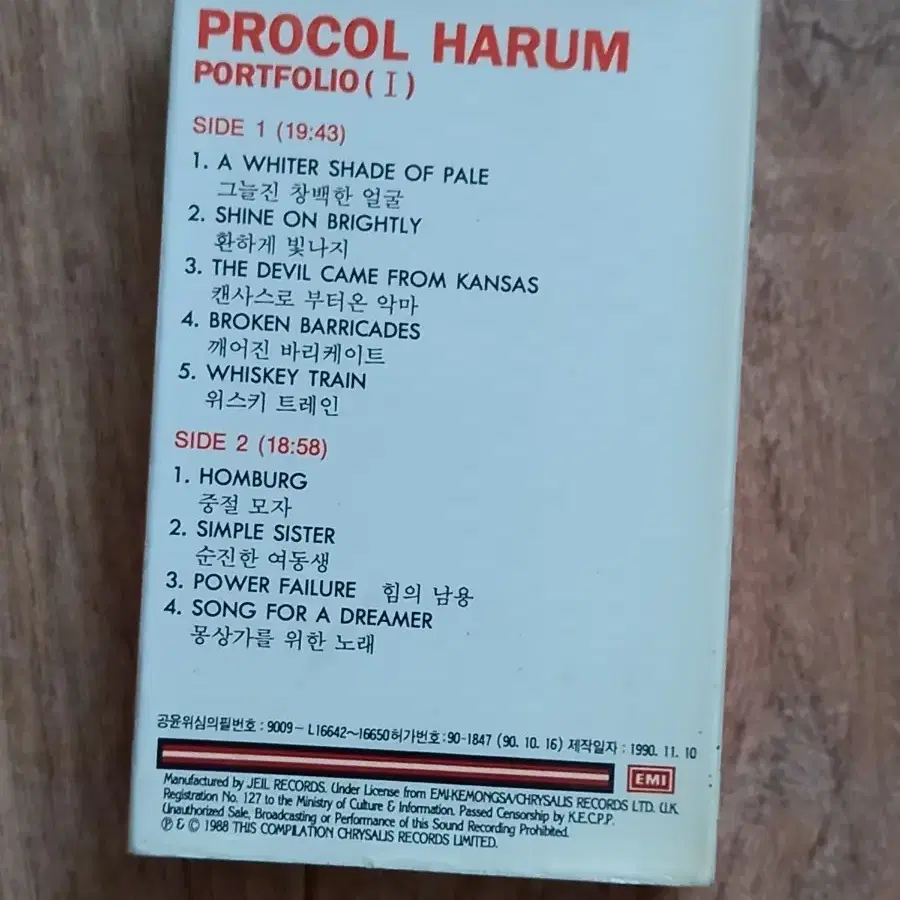 PROCOL HARUM
PORTFOLIO (I)
SIDE 1 (19:43)
1. A WHITER SHADE OF PALE
그늘진 창백한 얼굴
2. SHINE ON BRIGHTLY
환하게 빛나지
3. THE DEVIL CAME FROM KANSAS
캔사스로 부터온 악마
4. BROKEN BARRICADES
깨어진 바리케이트
5. WHISKEY TRAIN
위스키 트레인
SIDE 2 (18:58)
1. HOMBURG
중절 모자
2. SIMPLE SISTER
순진한 여동생
3. POWER FAILURE 힘의 남용
4. SONG FOR A DREAMER
몽상가를 위한 노래
공윤위심의필번호 : 9009-L16642~16650 허가번호 : 90-1847 (90. 10. 16) 제작일자 : 1990. 11. 10
EMI
Manufactured by JEIL RECORDS. Under License from EMI-KEMONGSA/CHRYSALIS RECORDS LTD. U.K.
Registration No. 127 to the Ministry of Culture & Information. Passed Censorship by K.E.C.P.P.
Unauthorized Sale, Broadcasting or Performance of this Sound Recording Prohibited.
℗ & © 1988 THIS COMPILATION CHRYSALIS RECORDS LIMITED.